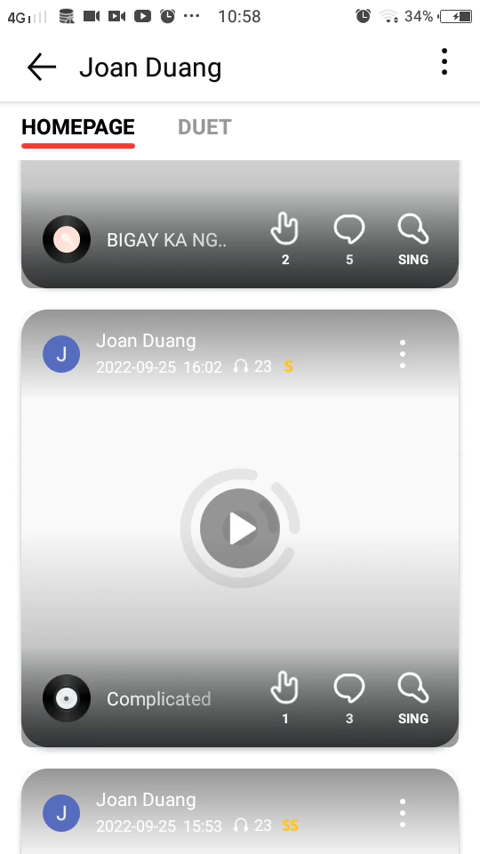 4G 10:58 34%
Joan Duang
HOMEPAGE DUET
BIGAY KA NG.. 2 5 SING
J Joan Duang
2022-09-25 16:02 23 S
Complicated 1 3 SING
J Joan Duang
2022-09-25 15:53 23 SS